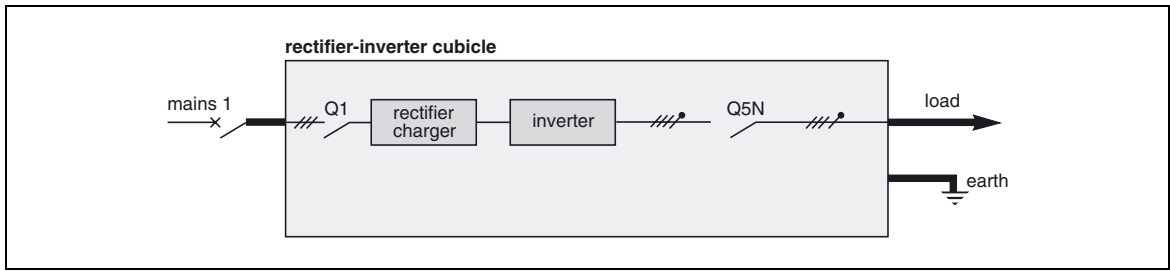 rectifier-inverter cubicle
mains 1
Q1
rectifier
charger
inverter
Q5N
load
earth